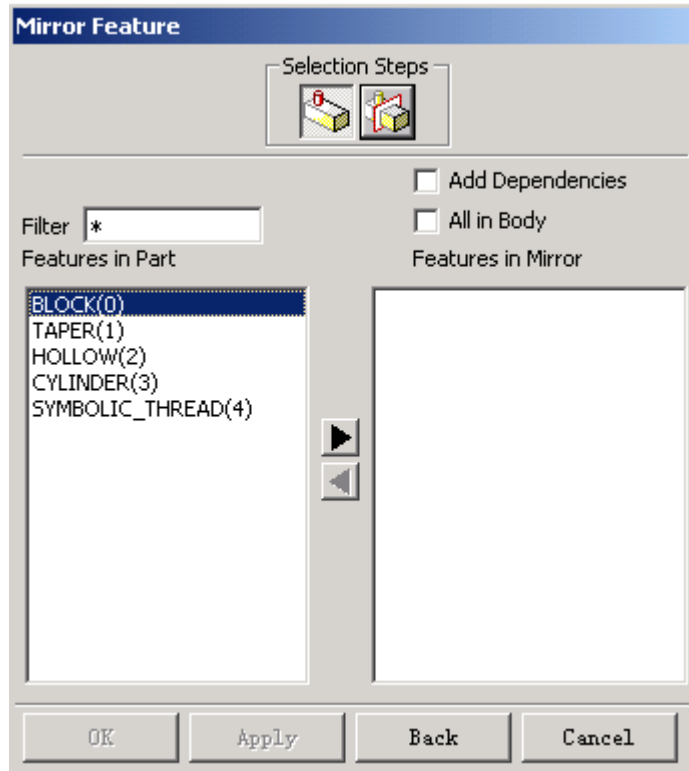 Mirror Feature
Selection Steps
Add Dependencies
Filter *
All in Body
Features in Part
Features in Mirror
BLOCK(0)
TAPER(1)
HOLLOW(2)
CYLINDER(3)
SYMBOLIC_THREAD(4)
OK Apply Back Cancel